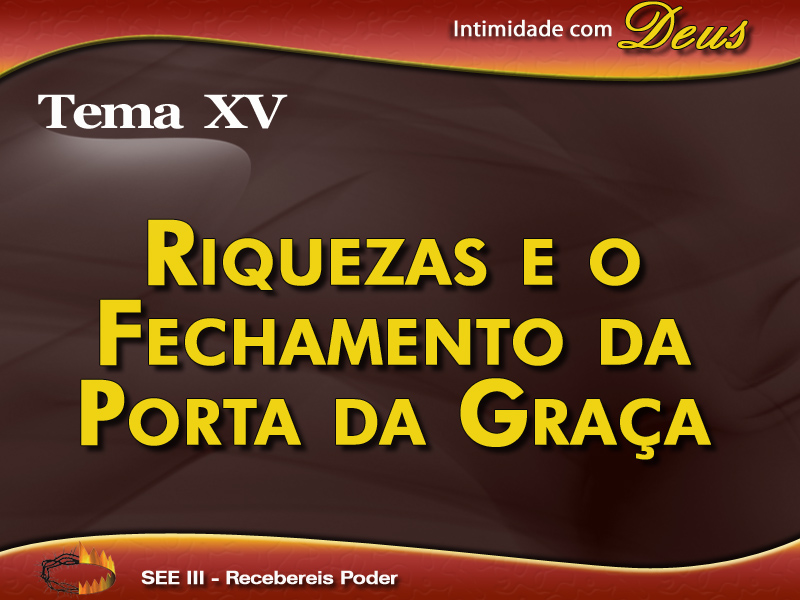 Intimidade com Deus
Tema XV
Riquezas e o
Fechamento da
Porta da Graça
SEE III - Recebereis Poder